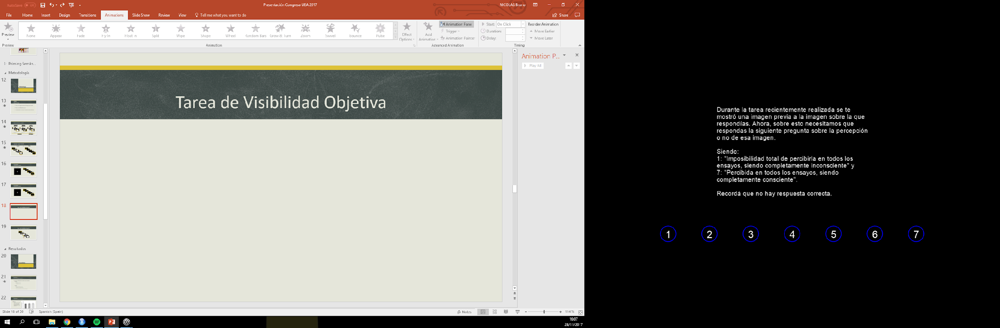 AutoSave Off
Presentación Congreso UEA 2017
NICOLAS Bruno
File Home Insert Design Transitions Animations Slide Show Review View Tell me what you want to do
Share
Preview
None Appear Fade Fly In Float In Split Wipe Shape Wheel Random Bars Grow & Turn Zoom Swivel Bounce Pulse
Effect Options
Add Animation
Animation Pane
Trigger
Animation Painter
Start: On Click
Duration:
Delay:
Reorder Animation
Move Earlier
Move Later
Preview
Animation
Advanced Animation
Timing
Priming Semán...
Metodología
12
13
14
15
16
17
18
19
Resultados
20
21
22
Tarea de Visibilidad Objetiva
Animation P...
Play All
Slide 18 of 30
Spanish (Spain)
Notes
114%
16:07
28/11/2017
Durante la tarea recientemente realizada se te
mostró una imagen previa a la imagen sobre la que
respondías. Ahora, sobre esto necesitamos que
respondas la siguiente pregunta sobre la percepción
o no de esa imagen.
Siendo:
1: "Imposibilidad total de percibirla en todos los
ensayos, siendo completamente inconsciente" y
7: "Percibida en todos los ensayos, siendo
completamente consciente".
Recordá que no hay respuesta correcta.
1 2 3 4 5 6 7